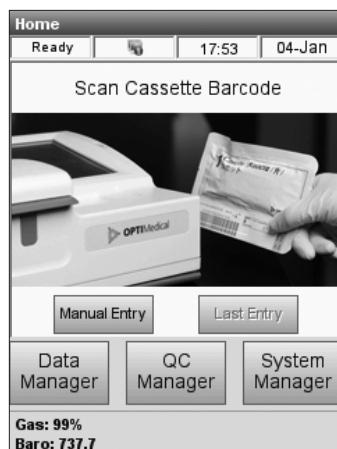 Home
Ready 17:53 04-Jan
Scan Cassette Barcode
OPTIMedical
Manual Entry Last Entry
Data Manager
QC Manager
System Manager
Gas: 99%
Baro: 737.7